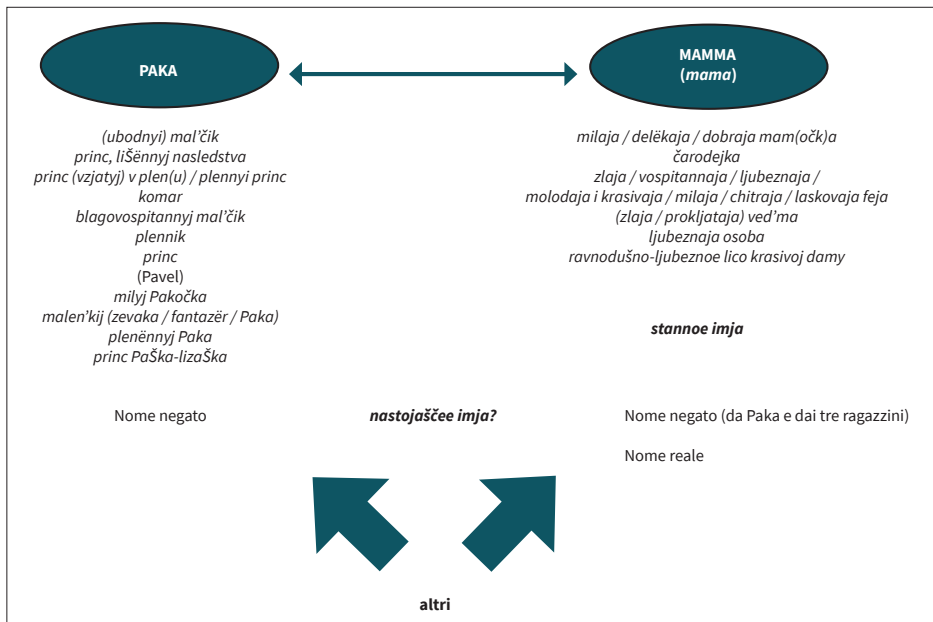 PAKA
MAMMA
(mama)
(ubodnyi) mal’čik
princ, liŠënnyj nasledstva
princ (vzjatyj) v plen(u) / plennyi princ
komar
blagovospitannyj mal’čik
plennik
princ
(Pavel)
milyj Pakočka
malen’kij (zevaka / fantazër / Paka)
plenënnyj Paka
princ PaŠka-lizaŠka
milaja / delëkaja / dobraja mam(očk)a
čarodejka
zlaja / vospitannaja / ljubeznaja /
molodaja i krasivaja / milaja / chitraja / laskovaja feja
(zlaja / prokljataja) ved’ma
ljubeznaja osoba
ravnodušno-ljubeznoe lico krasivoj damy
stannoe imja
Nome negato
nastojaščee imja?
Nome negato (da Paka e dai tre ragazzini)
Nome reale
altri